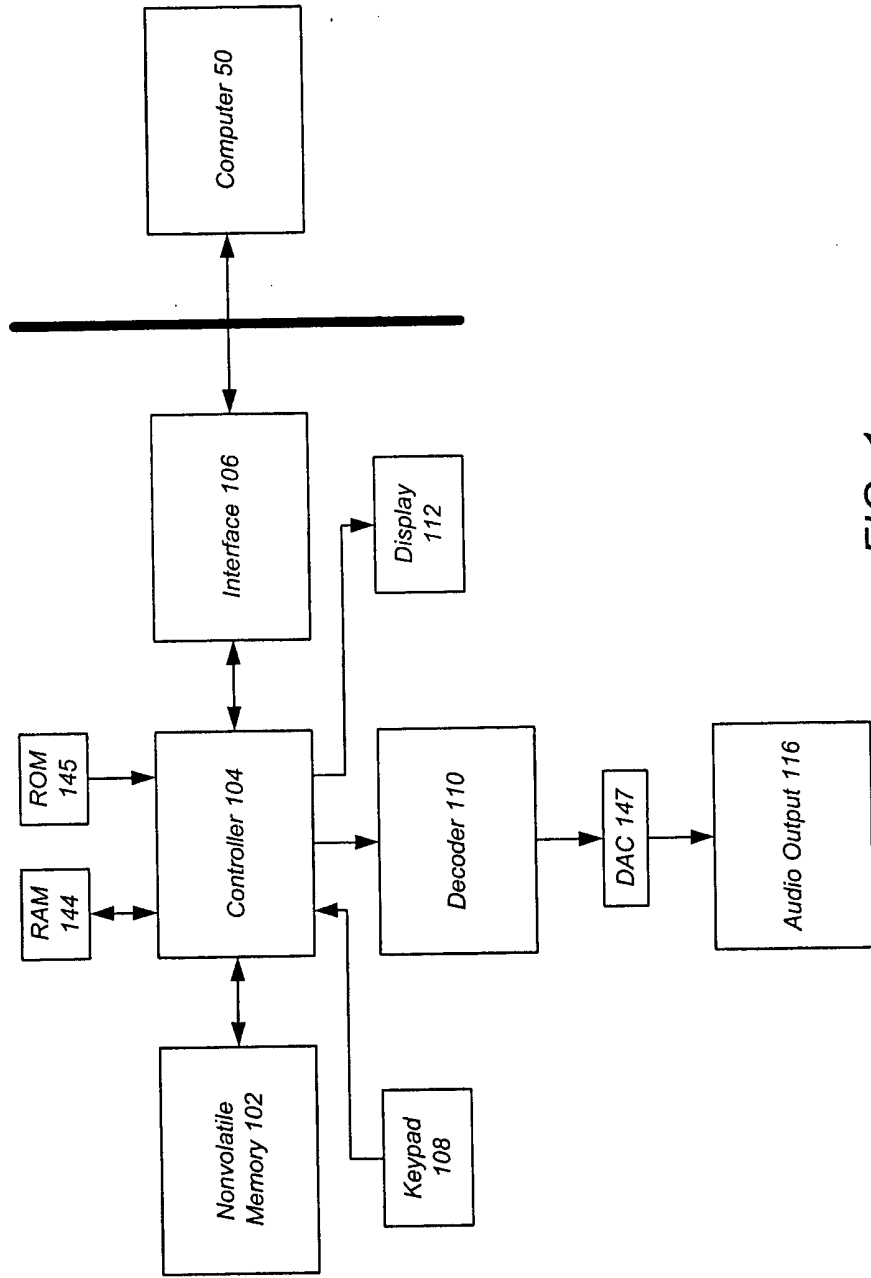 RAM
144
ROM
145
Nonvolatile
Memory 102
Controller 104
Interface 106
Computer 50
Keypad
108
Decoder 110
Display
112
DAC 147
Audio Output 116